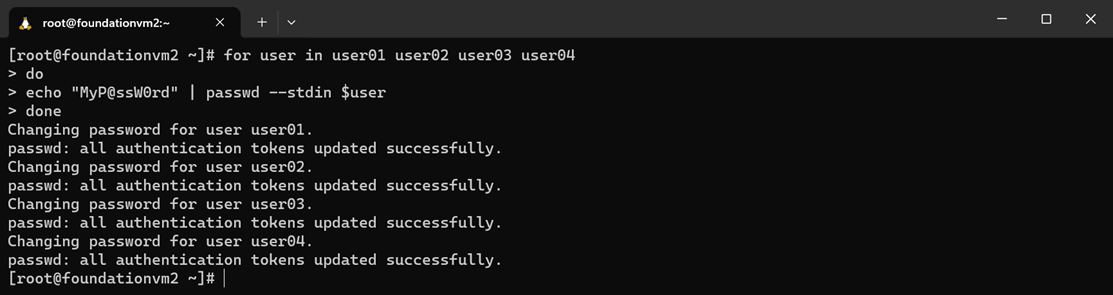 root@foundationvm2:~
[root@foundationvm2 ~]# for user in user01 user02 user03 user04
> do
> echo "MyP@ssW0rd" | passwd --stdin $user
> done
Changing password for user user01.
passwd: all authentication tokens updated successfully.
Changing password for user user02.
passwd: all authentication tokens updated successfully.
Changing password for user user03.
passwd: all authentication tokens updated successfully.
Changing password for user user04.
passwd: all authentication tokens updated successfully.
[root@foundationvm2 ~]#